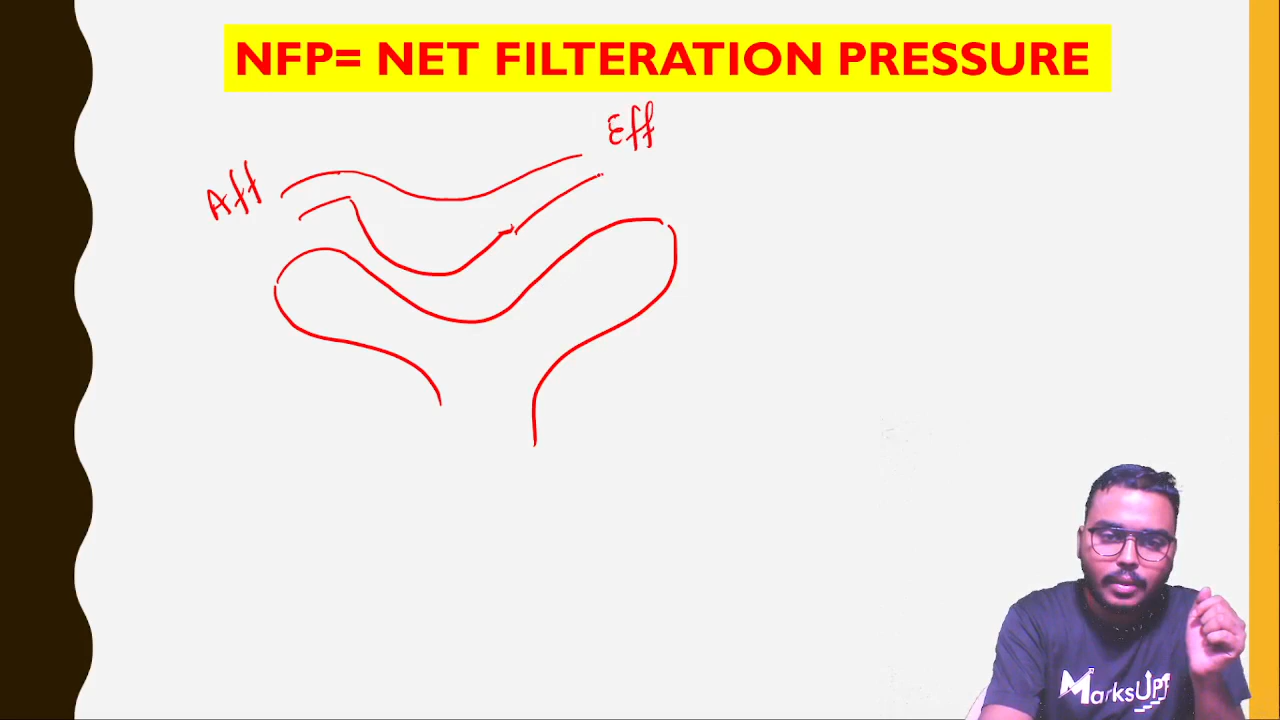 NFP= NET FILTERATION PRESSURE
Eff
Aff
MarksUP